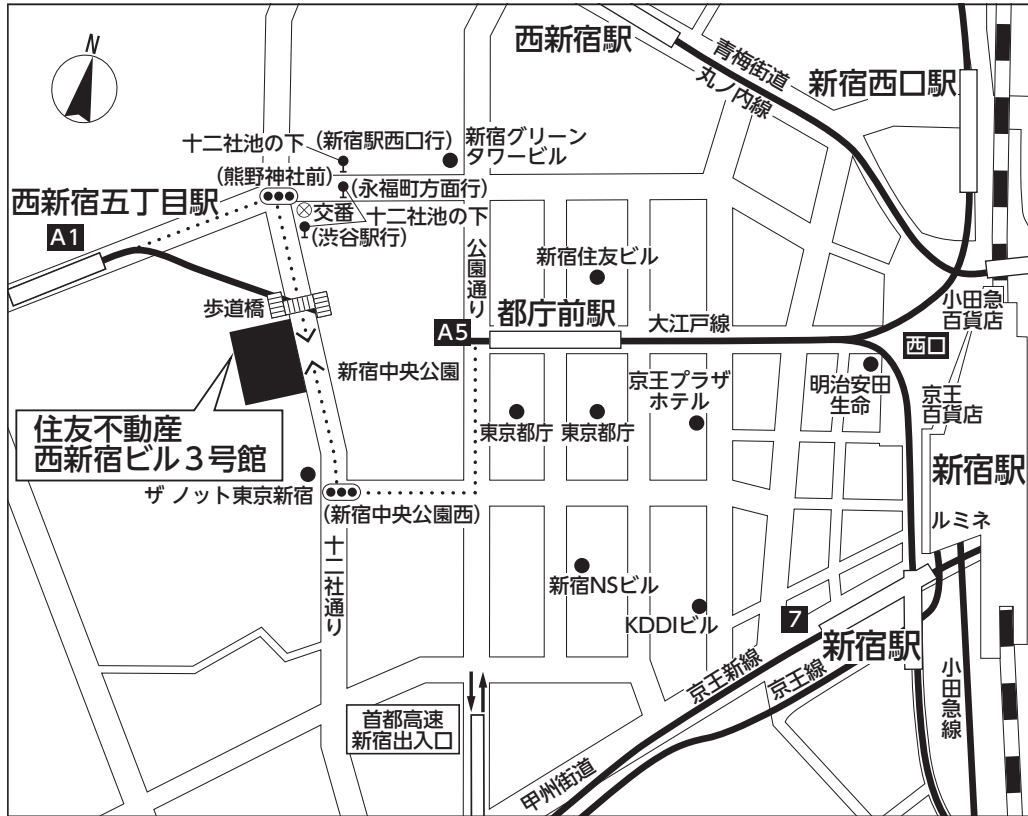 N
西新宿駅
青梅街道
丸ノ内線
新宿西口駅
十二社池の下
(新宿駅西口行)
新宿グリーン
タワービル
(熊野神社前)
(永福町方面行)
西新宿五丁目駅
A1
交番
十二社池の下
(渋谷駅行)
公園通り
新宿住友ビル
歩道橋
A5
都庁前駅
大江戸線
小田急
百貨店
西口
新宿中央公園
京王プラザ
ホテル
明治安田
生命
京王
百貨店
住友不動産
西新宿ビル3号館
東京都庁
東京都庁
新宿駅
ザ ノット東京新宿
(新宿中央公園西)
ルミネ
十二社通り
新宿NSビル
KDDIビル
7
新宿駅
京王新線
京王線
小田急線
首都高速
新宿出入口
甲州街道